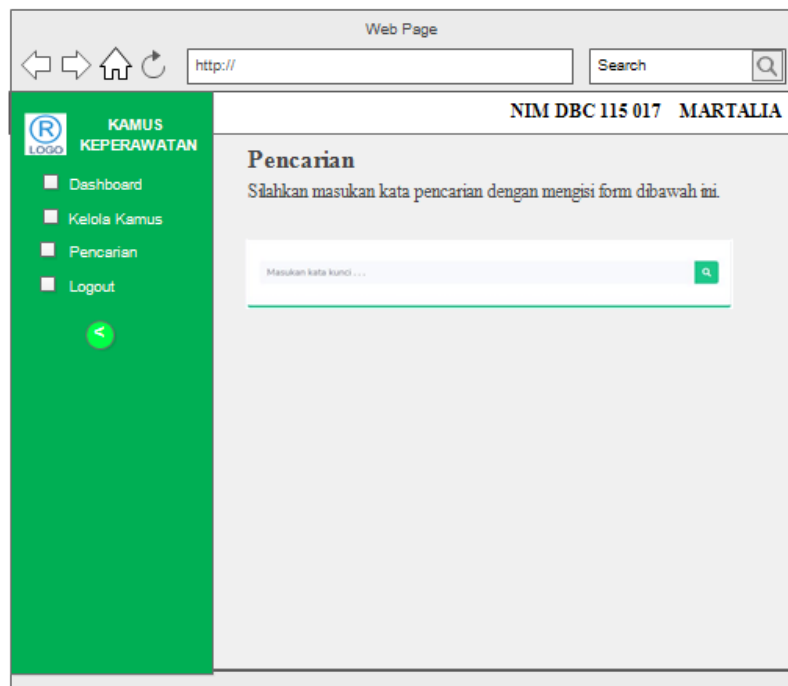 Web Page
http://
Search
NIM DBC 115 017 MARTALIA
R
LOGO
KAMUS
KEPERAWATAN
Dashboard
Kelola Kamus
Pencarian
Logout
<
Pencarian
Silahkan masukan kata pencarian dengan mengisi form dibawah ini.
Masukan kata kunci . . .